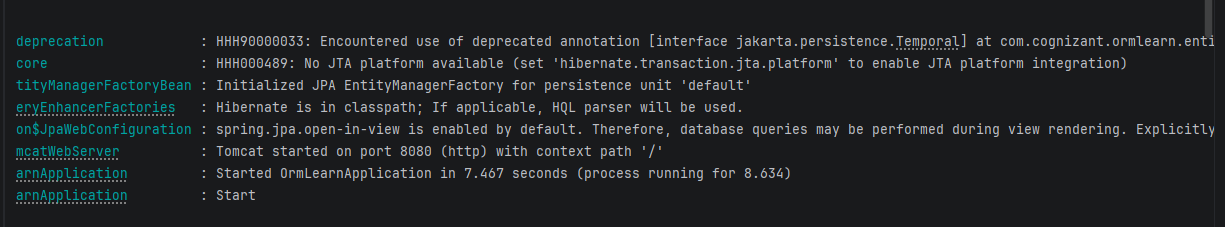 deprecation : HHH90000033: Encountered use of deprecated annotation [interface jakarta.persistence.Temporal] at com.cognizant.ormlearn.enti
core : HHH000489: No JTA platform available (set 'hibernate.transaction.jta.platform' to enable JTA platform integration)
tityManagerFactoryBean : Initialized JPA EntityManagerFactory for persistence unit 'default'
eryEnhancerFactories : Hibernate is in classpath; If applicable, HQL parser will be used.
on$JpaWebConfiguration : spring.jpa.open-in-view is enabled by default. Therefore, database queries may be performed during view rendering. Explicitly
mcatWebServer : Tomcat started on port 8080 (http) with context path '/'
arnApplication : Started OrmLearnApplication in 7.467 seconds (process running for 8.634)
arnApplication : Start